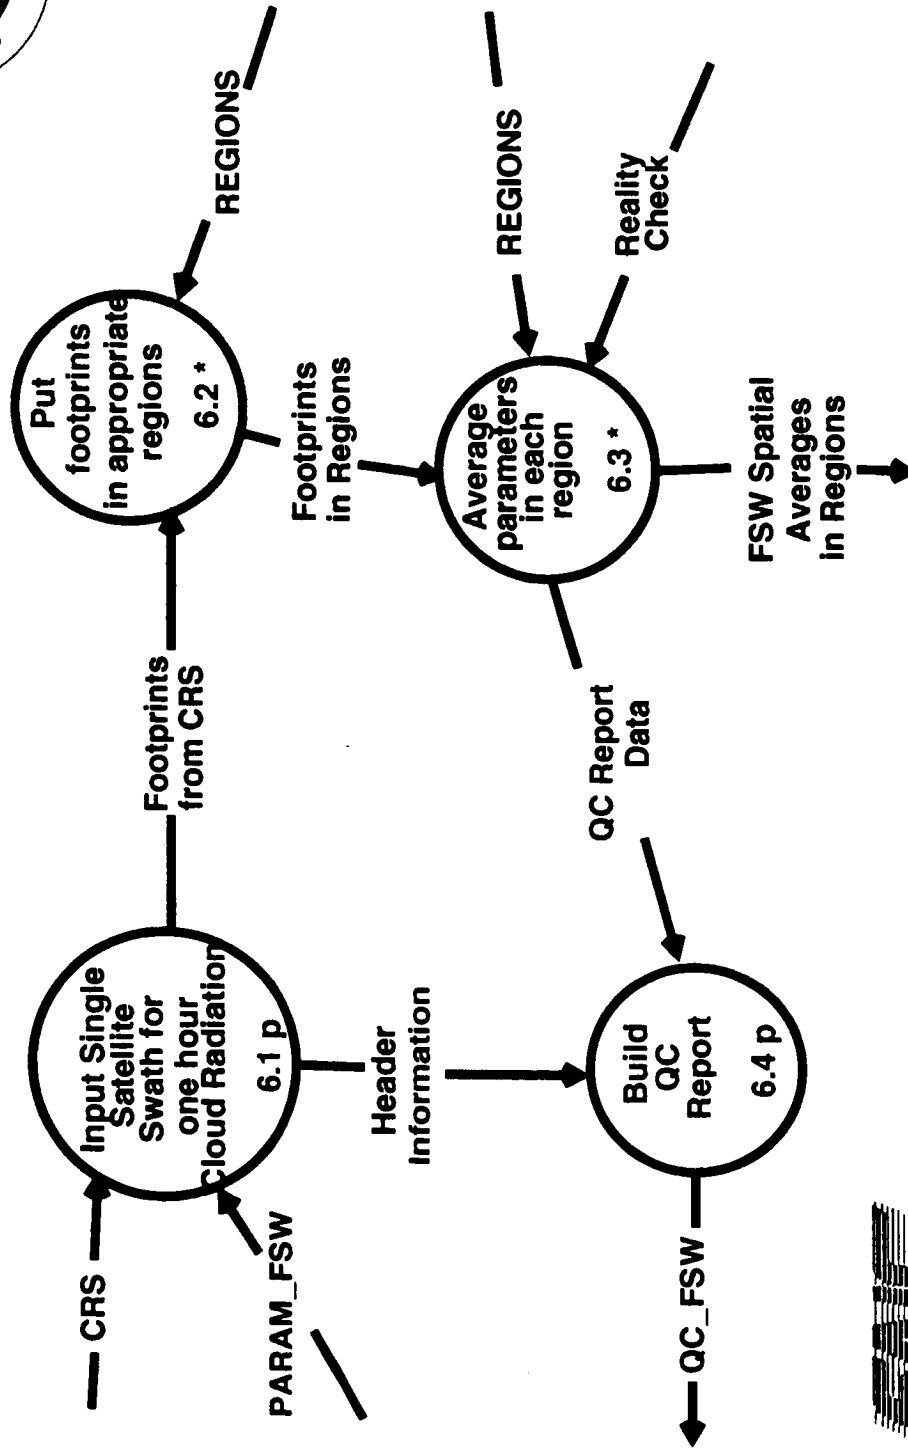 CRS
PARAM_FSW
Input Single
Satellite
Swath for
one hour
Cloud Radiation
6.1 p
Footprints
from CRS
Put
footprints
in appropriate
regions
6.2 *
REGIONS
Header
Information
Footprints
in Regions
REGIONS
Reality
Check
Average
parameters
in each
region
6.3 *
QC Report
Data
Build
QC
Report
6.4 p
QC_FSW
FSW Spatial
Averages
in Regions